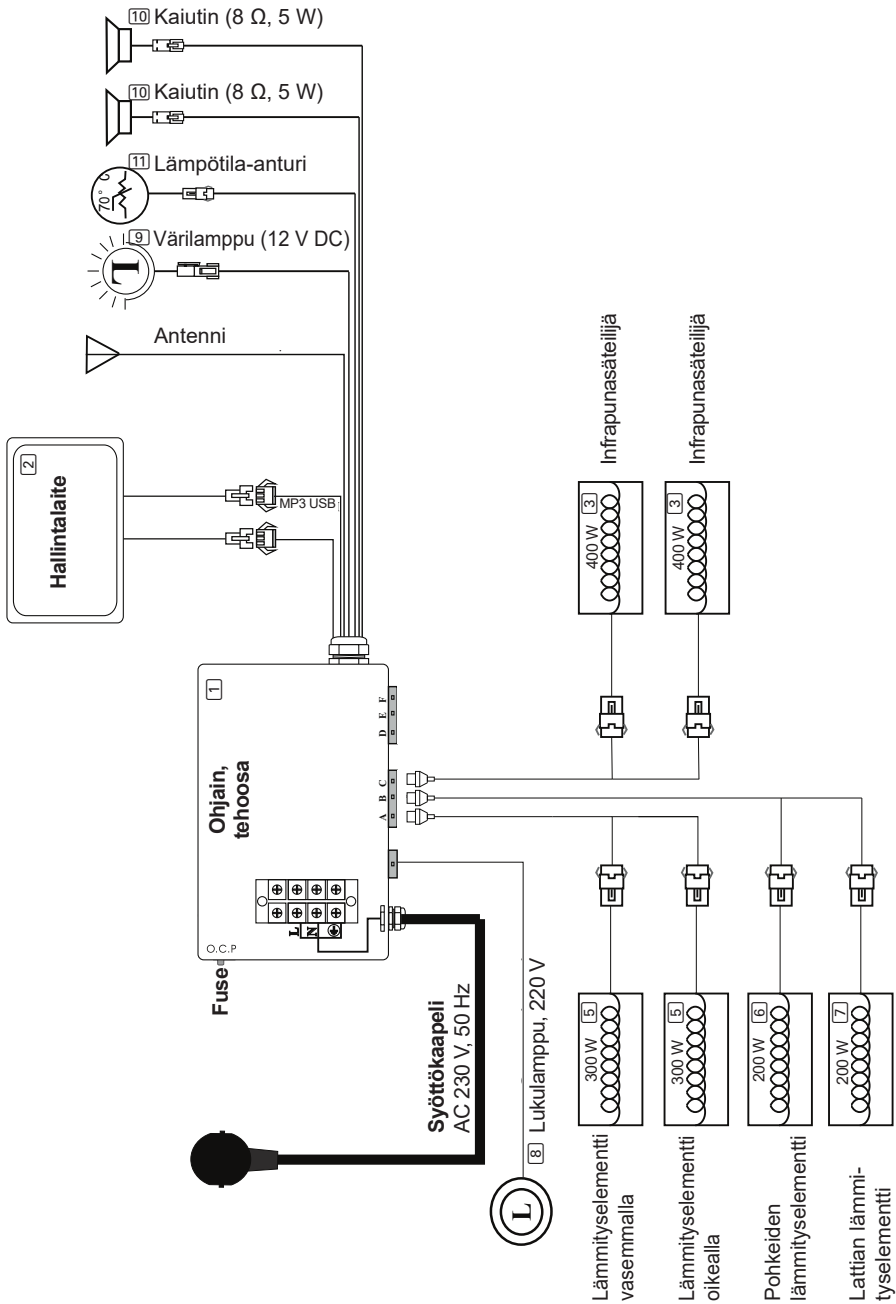 10 Kaiutin (8 Ω, 5 W)
10 Kaiutin (8 Ω, 5 W)
11 Lämpötila-anturi
70° C
9 Värilamppu (12 V DC)
L
Antenni
2
Hallintalaite
MP3 USB
1
Ohjain,
tehoosa
O.C.P
Fuse
L
N
A B C
D E F
Syöttökaapeli
AC 230 V, 50 Hz
8 Lukulamppu, 220 V
L
3
400 W
Infrapunasäteilijä
3
400 W
Infrapunasäteilijä
5
300 W
Lämmityselementti
vasemmalla
5
300 W
Lämmityselementti
oikealla
6
200 W
Pohkeiden
lämmityselementti
7
200 W
Lattian lämmi-
tyselementti